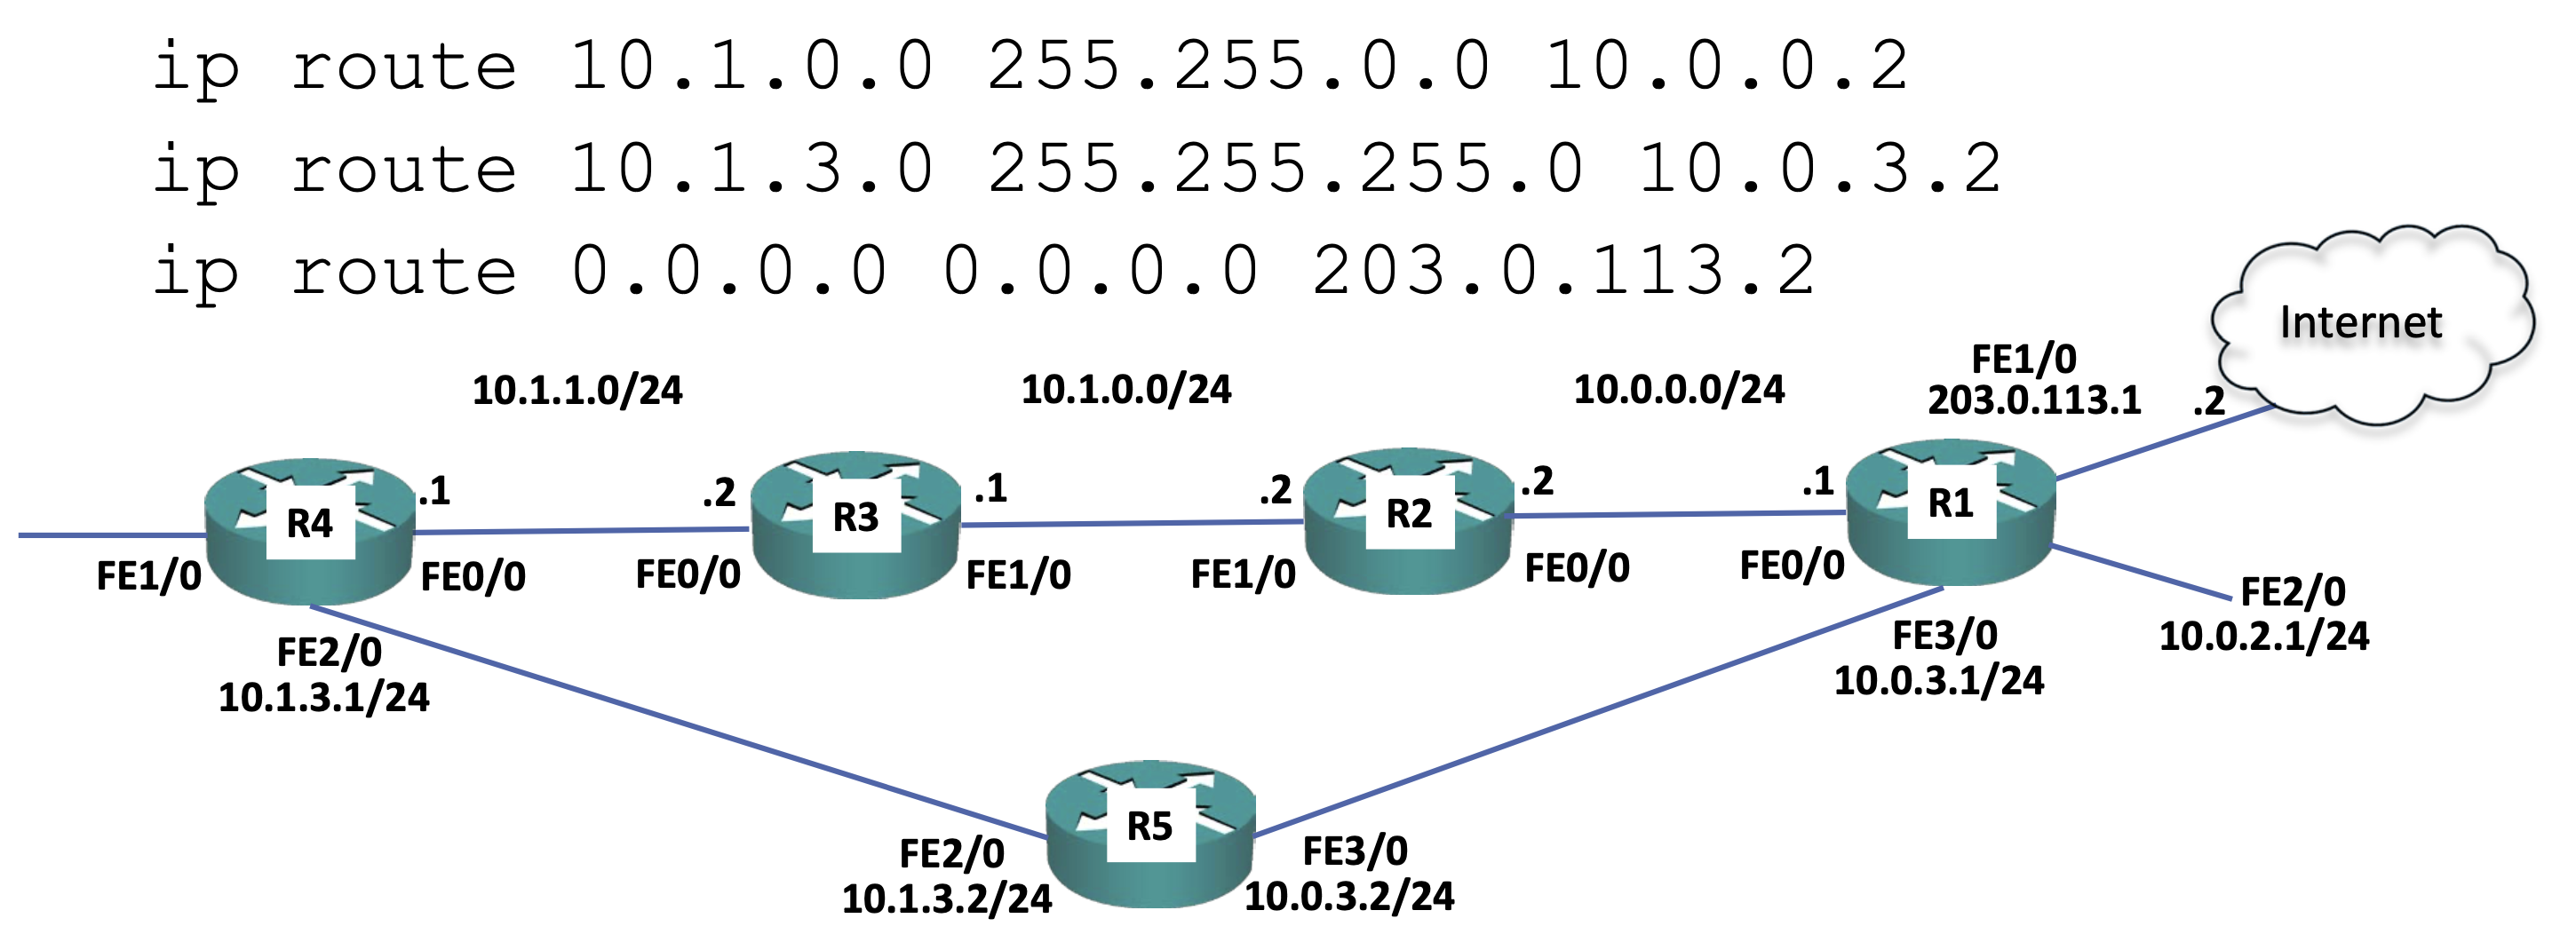 ip route 10.1.0.0 255.255.0.0 10.0.0.2
ip route 10.1.3.0 255.255.255.0 10.0.3.2
ip route 0.0.0.0 0.0.0.0 203.0.113.2
Internet
FE1/0
203.0.113.1
.2
10.1.1.0/24
10.1.0.0/24
10.0.0.0/24
R4
.1
.2
R3
.1
.2
R2
.2
.1
R1
FE1/0
FE0/0
FE0/0
FE1/0
FE1/0
FE0/0
FE0/0
FE2/0
10.0.2.1/24
FE3/0
10.0.3.1/24
FE2/0
10.1.3.1/24
R5
FE2/0
10.1.3.2/24
FE3/0
10.0.3.2/24